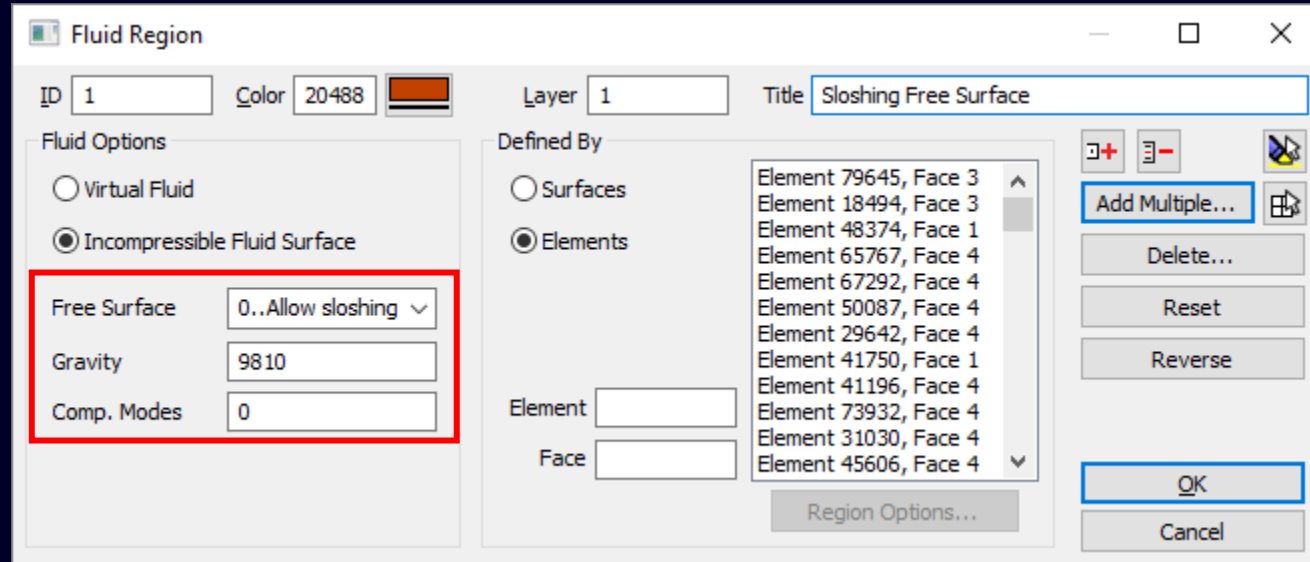 Fluid Region
ID 1 Color 20488 Layer 1 Title Sloshing Free Surface
Fluid Options
Virtual Fluid
Incompressible Fluid Surface
Free Surface 0..Allow sloshing
Gravity 9810
Comp. Modes 0
Defined By
Surfaces
Elements
Element
Face
Element 79645, Face 3
Element 18494, Face 3
Element 48374, Face 1
Element 65767, Face 4
Element 67292, Face 4
Element 50087, Face 4
Element 29642, Face 4
Element 41750, Face 1
Element 41196, Face 4
Element 73932, Face 4
Element 31030, Face 4
Element 45606, Face 4
Region Options...
Add Multiple...
Delete...
Reset
Reverse
OK
Cancel